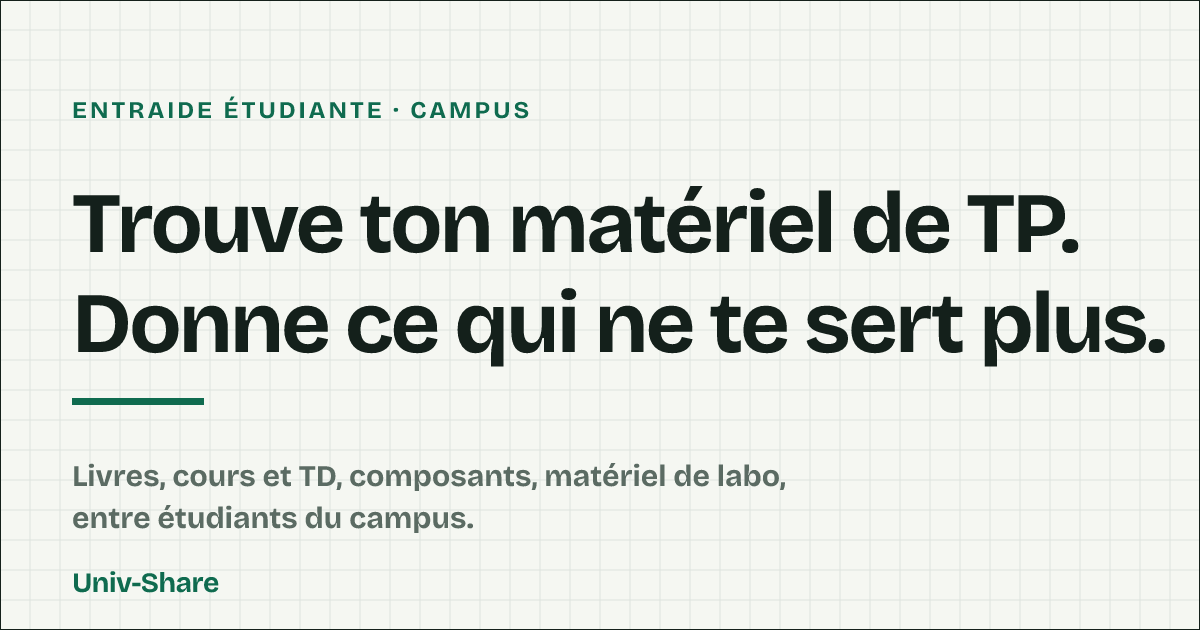 ENTRAIDE ÉTUDIANTE · CAMPUS
Trouve ton matériel de TP.
Donne ce qui ne te sert plus.
Livres, cours et TD, composants, matériel de labo,
entre étudiants du campus.
Univ-Share